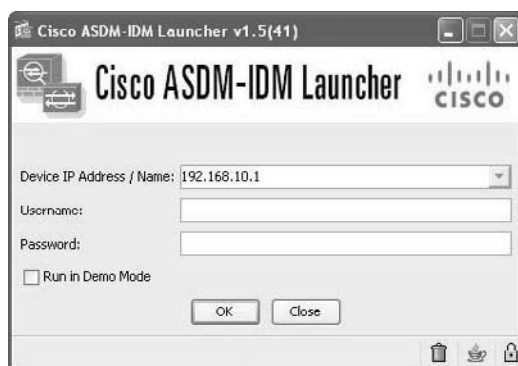 Cisco ASDM-IDM Launcher v1.5(41)
Cisco ASDM-IDM Launcher
CISCO
Device IP Address / Name: 192.168.10.1
Username:
Password:
Run in Demo Mode
OK Close